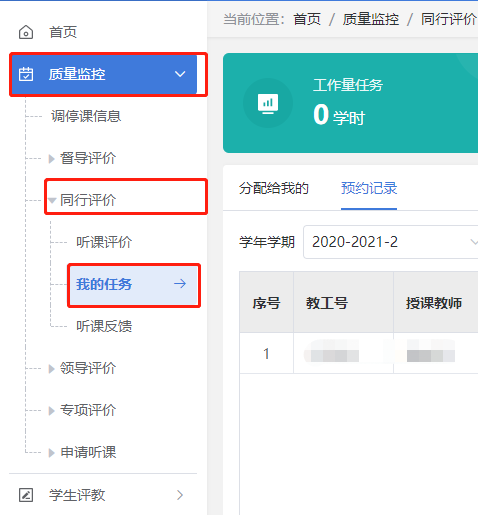 首页
质量监控
调停课信息
督导评价
同行评价
听课评价
我的任务
听课反馈
领导评价
专项评价
申请听课
学生评教
当前位置： 首页 / 质量监控 / 同行评价
工作量任务
0 学时
分配给我的 预约记录
学年学期 2020-2021-2
序号 教工号 授课教师
1